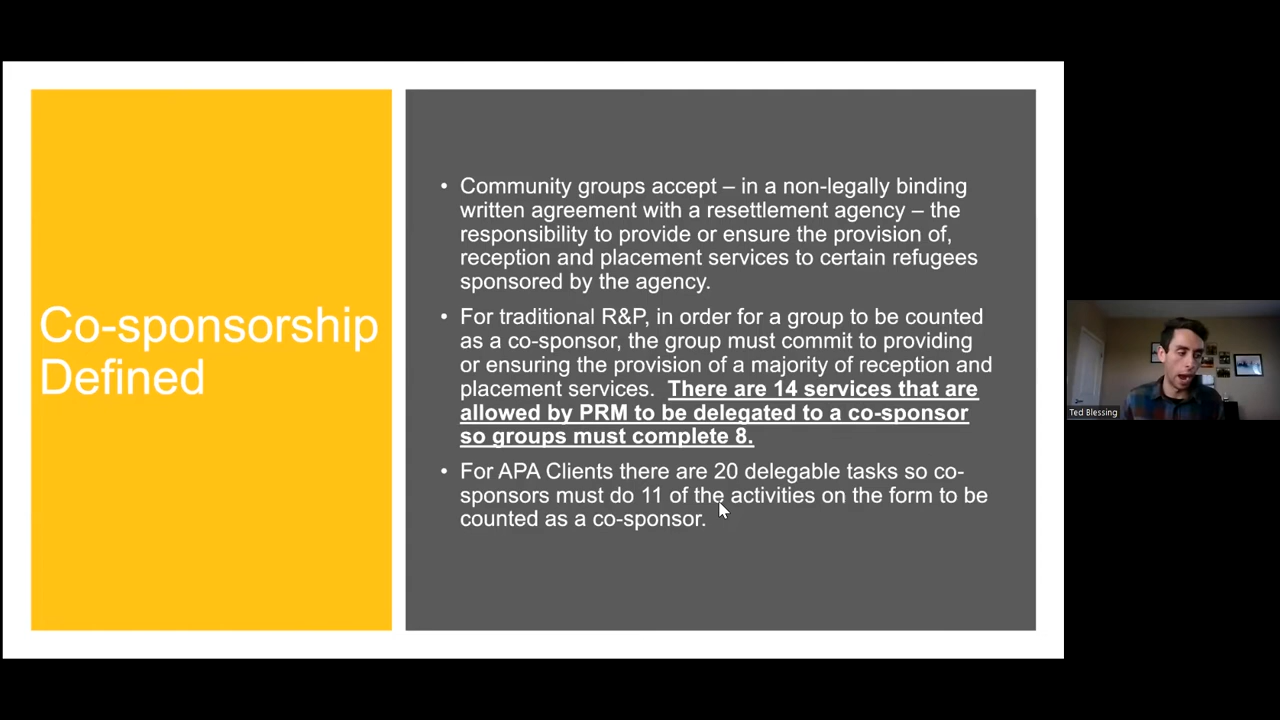 Co-sponsorship
Defined
• Community groups accept – in a non-legally binding
written agreement with a resettlement agency – the
responsibility to provide or ensure the provision of,
reception and placement services to certain refugees
sponsored by the agency.
• For traditional R&P, in order for a group to be counted
as a co-sponsor, the group must commit to providing
or ensuring the provision of a majority of reception and
placement services. There are 14 services that are
allowed by PRM to be delegated to a co-sponsor
so groups must complete 8.
• For APA Clients there are 20 delegable tasks so co-
sponsors must do 11 of the activities on the form to be
counted as a co-sponsor.
Ted Blessing